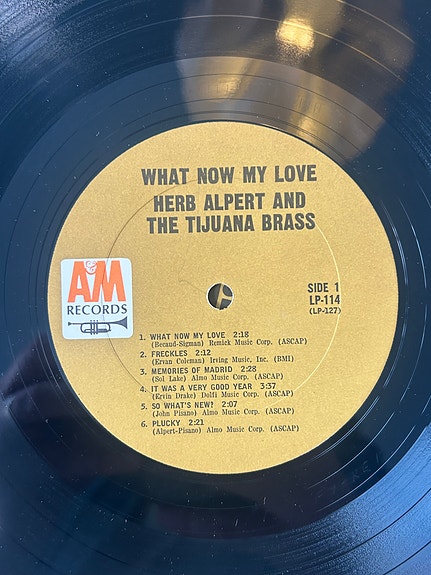 WHAT NOW MY LOVE
HERB ALPERT AND
THE TIJUANA BRASS
A&M
RECORDS
SIDE 1
LP-114
(LP-127)
1. WHAT NOW MY LOVE 2:18
(Becaud-Sigman) Remick Music Corp. (ASCAP)
2. FRECKLES 2:12
(Ervan Coleman) Irving Music, Inc. (BMI)
3. MEMORIES OF MADRID 2:28
(Sol Lake) Almo Music Corp. (ASCAP)
4. IT WAS A VERY GOOD YEAR 3:37
(Ervin Drake) Dolfi Music Corp. (ASCAP)
5. SO WHAT'S NEW? 2:07
(John Pisano) Almo Music Corp. (ASCAP)
6. PLUCKY 2:21
(Alpert-Pisano) Almo Music Corp. (ASCAP)